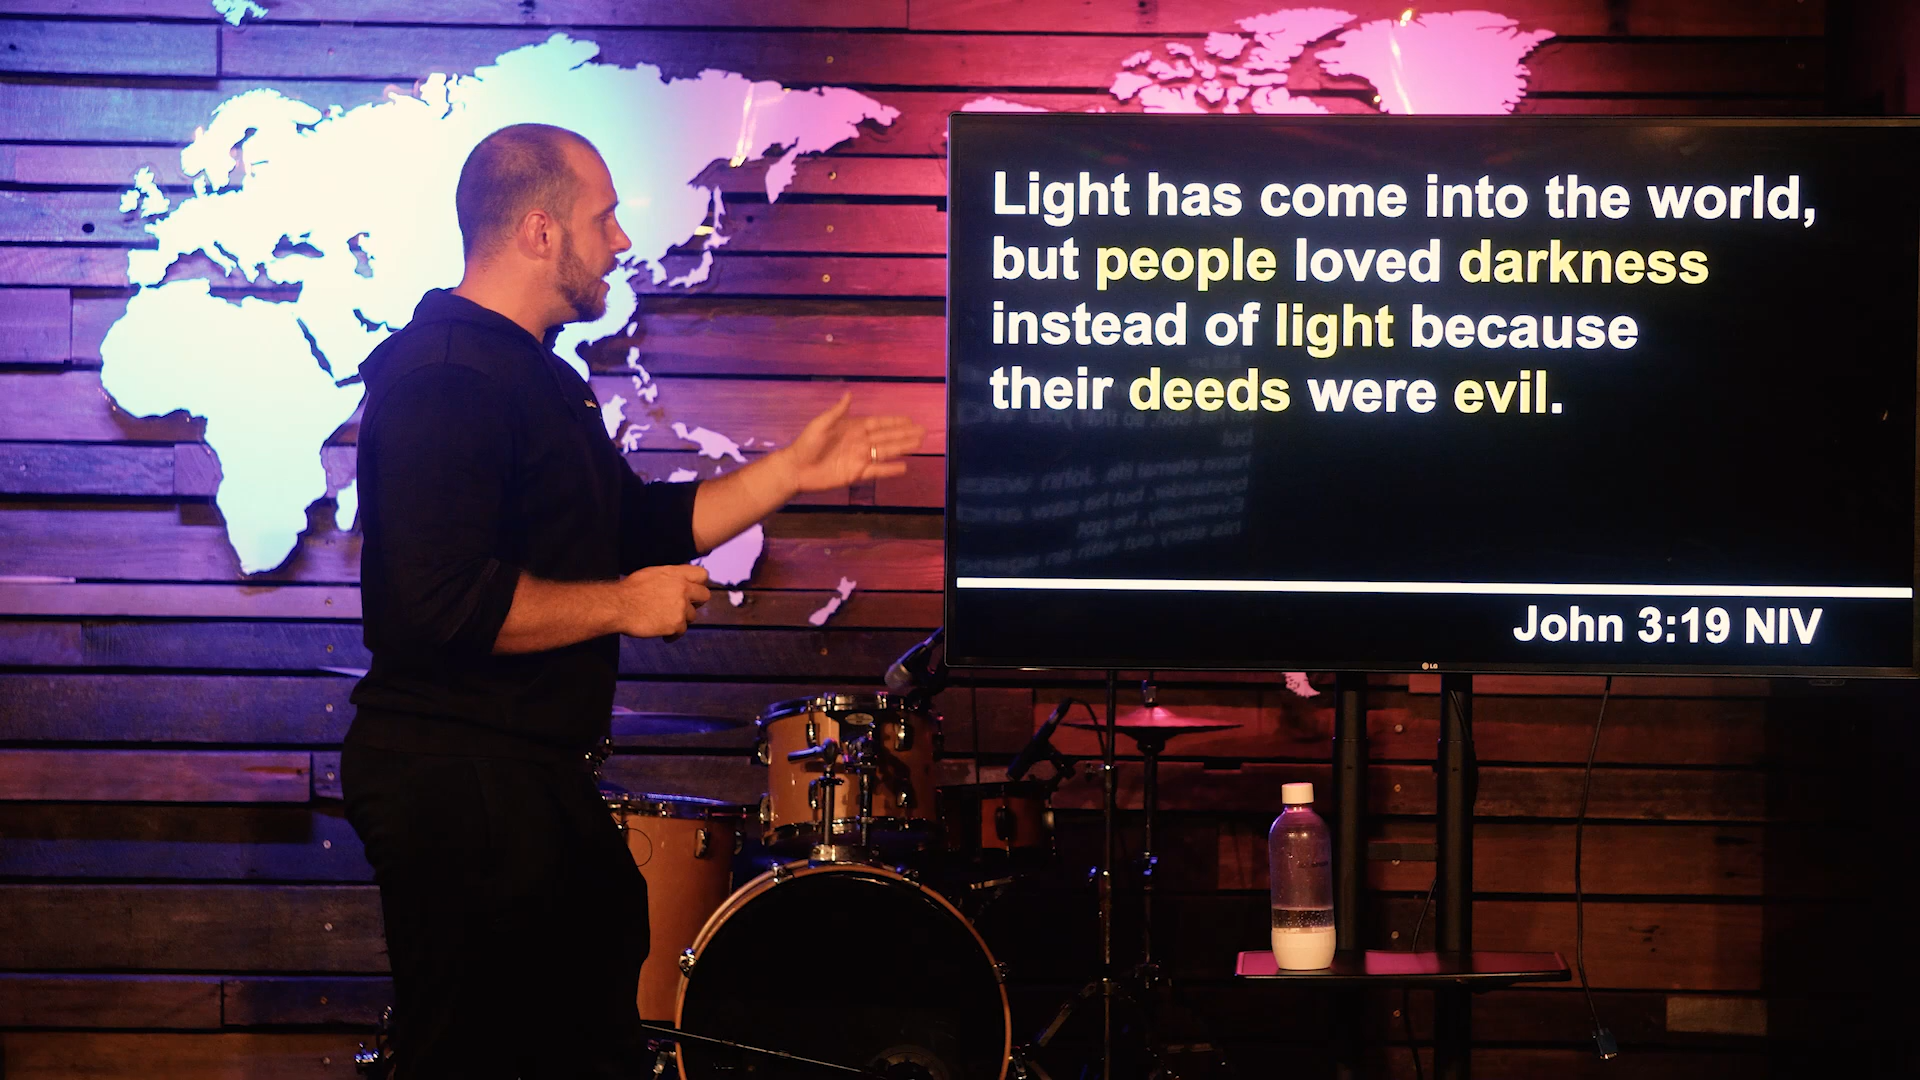 Light has come into the world,
but people loved darkness
instead of light because
their deeds were evil.
John 3:19 NIV
LG